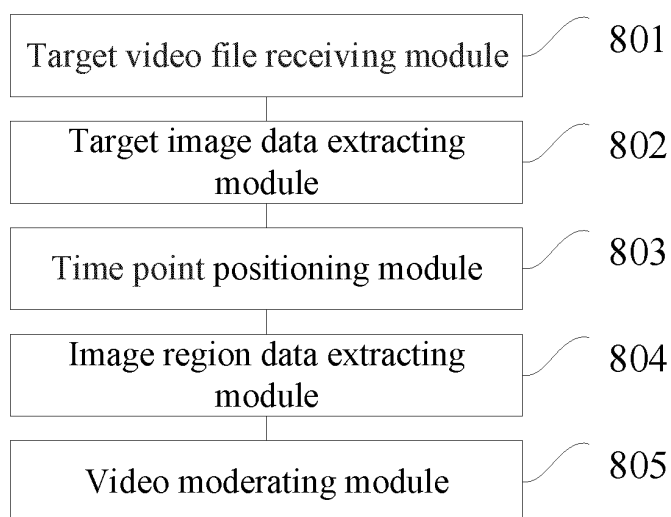 Target video file receiving module
801
Target image data extracting
module
802
Time point positioning module
803
Image region data extracting
module
804
Video moderating module
805